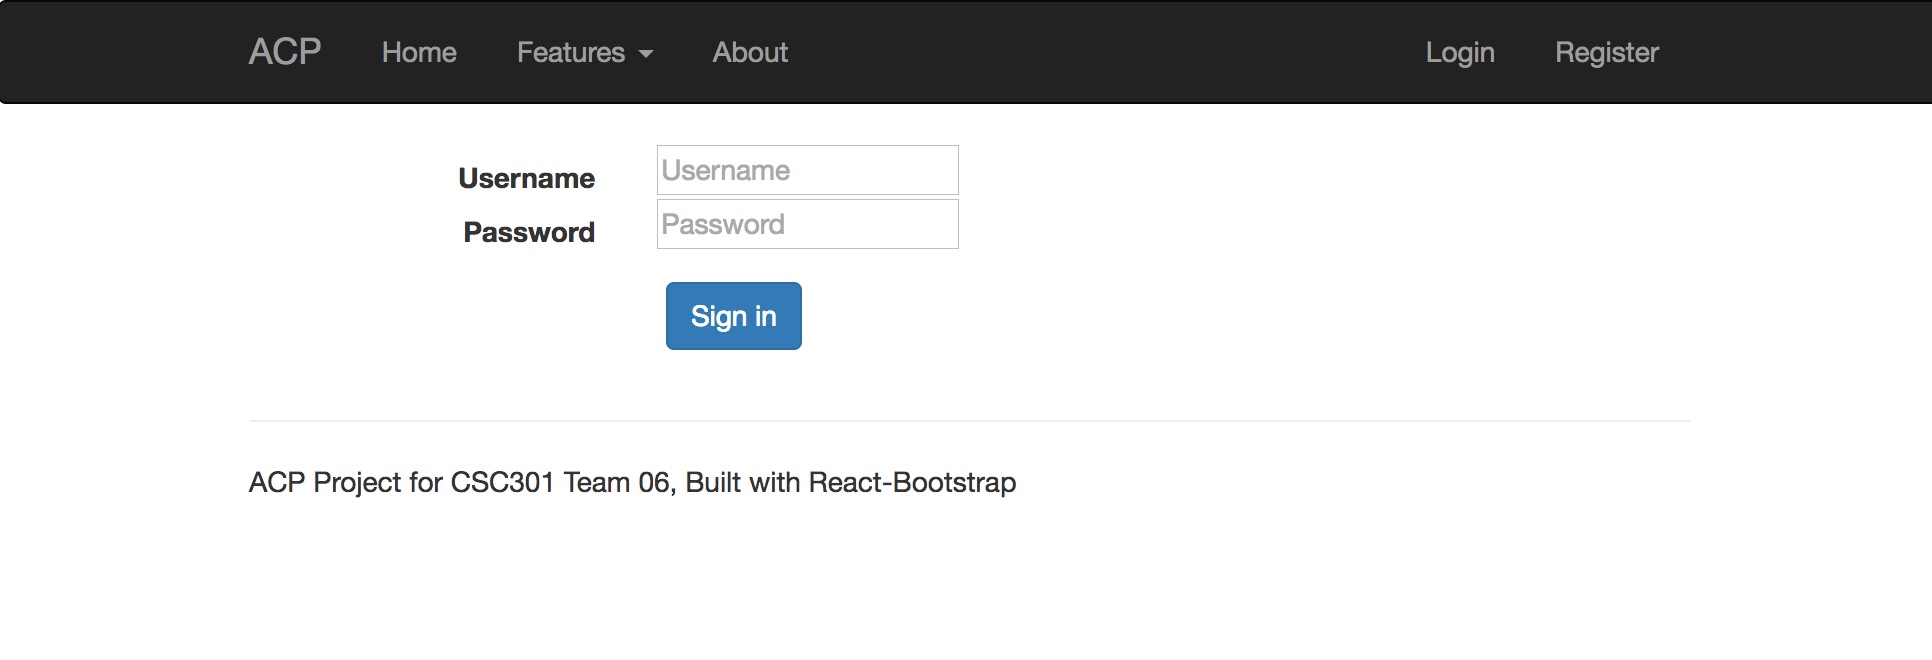 ACP Home Features About Login Register
Username Username
Password Password
Sign in
ACP Project for CSC301 Team 06, Built with React-Bootstrap